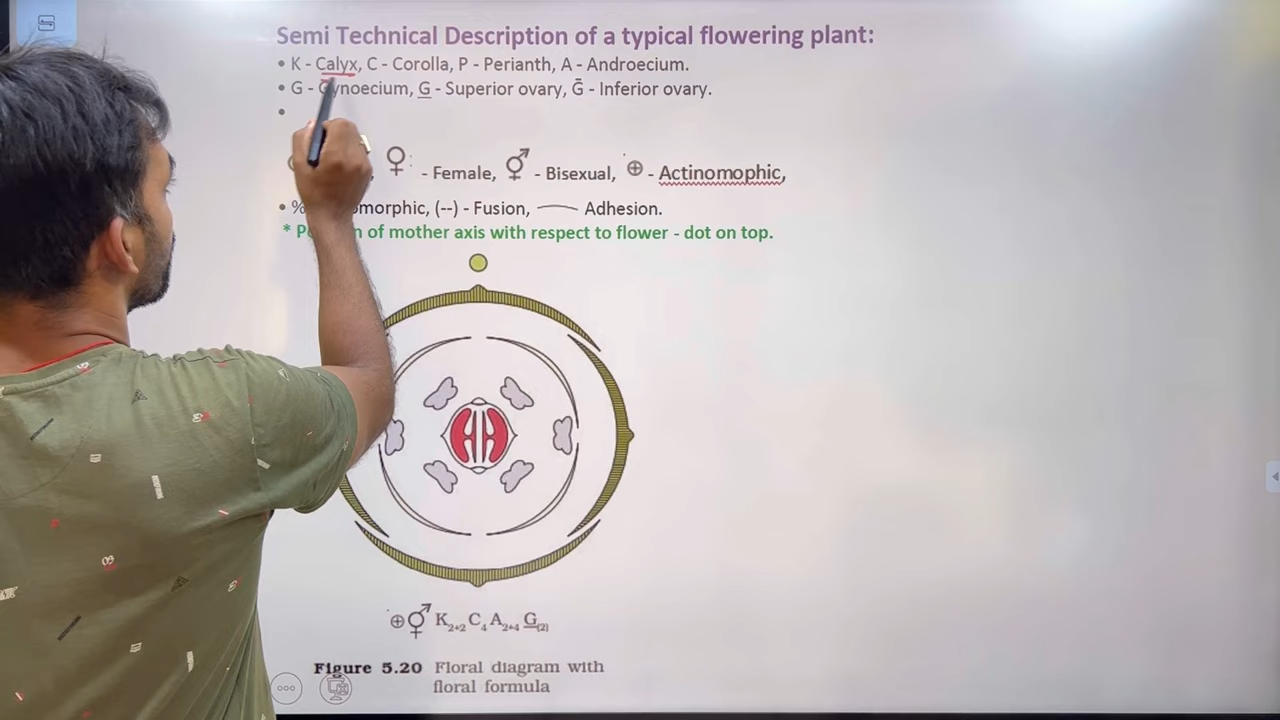 Semi Technical Description of a typical flowering plant:
• K - Calyx, C - Corolla, P - Perianth, A - Androecium.
• G - Gynoecium, G - Superior ovary, Ḡ - Inferior ovary.
•
, ♀ - Female, ⚥ - Bisexual, ⊕ - Actinomophic,
• % morphic, (--) - Fusion, —— Adhesion.
* of mother axis with respect to flower - dot on top.
⊕ ⚥ K2+2 C4 A2+4 G(2)
Figure 5.20 Floral diagram with
floral formula